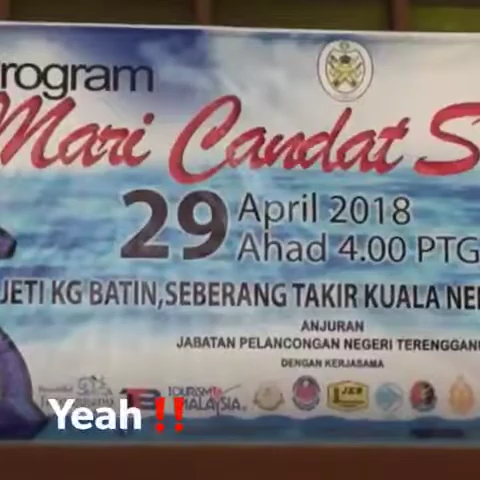 rogram
Mari Candat S
29 April 2018
Ahad 4.00 PTG
JETI KG BATIN, SEBERANG TAKIR KUALA NE
ANJURAN
JABATAN PELANCONGAN NEGERI TERENGGANU
DENGAN KERJASAMA
TOURISM
MALAYSIA
Yeah ‼️